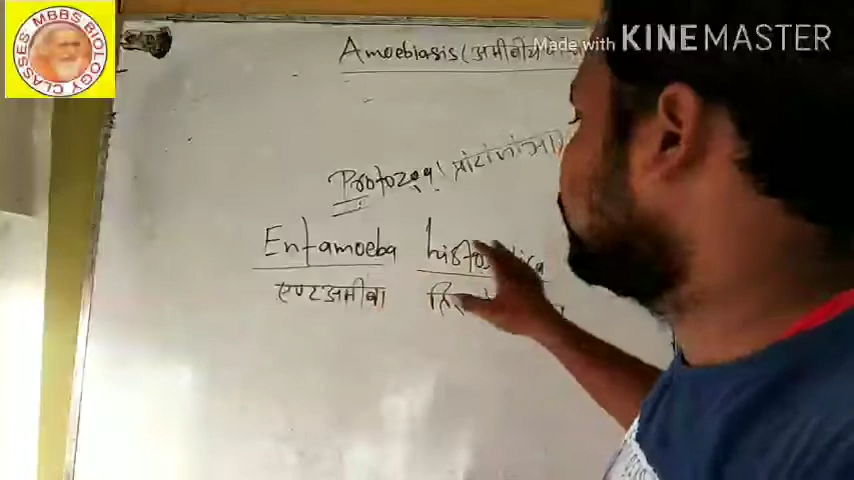 MBBS BIOLOGY CLASSES
Made with KINEMASTER
Amoebiasis (अमीबीय
Protozoa (प्रोटोजोआ)
Entamoeba histolytica
एण्टअमीबा